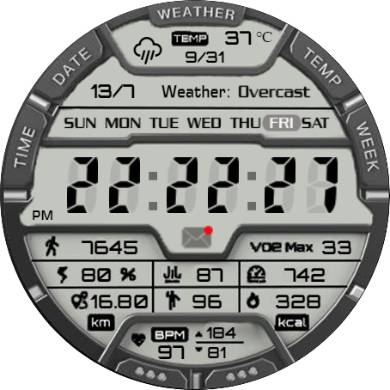 WEATHER
DATE
TEMP
TIME
WEEK
TEMP 37 °C
9/31
13/7 Weather: Overcast
SUN MON TUE WED THU FRI SAT
PM 22:22:27
7645 VO2 Max 33
80 % 87 742
16.80 96 328
km kcal
BPM 184
97 81